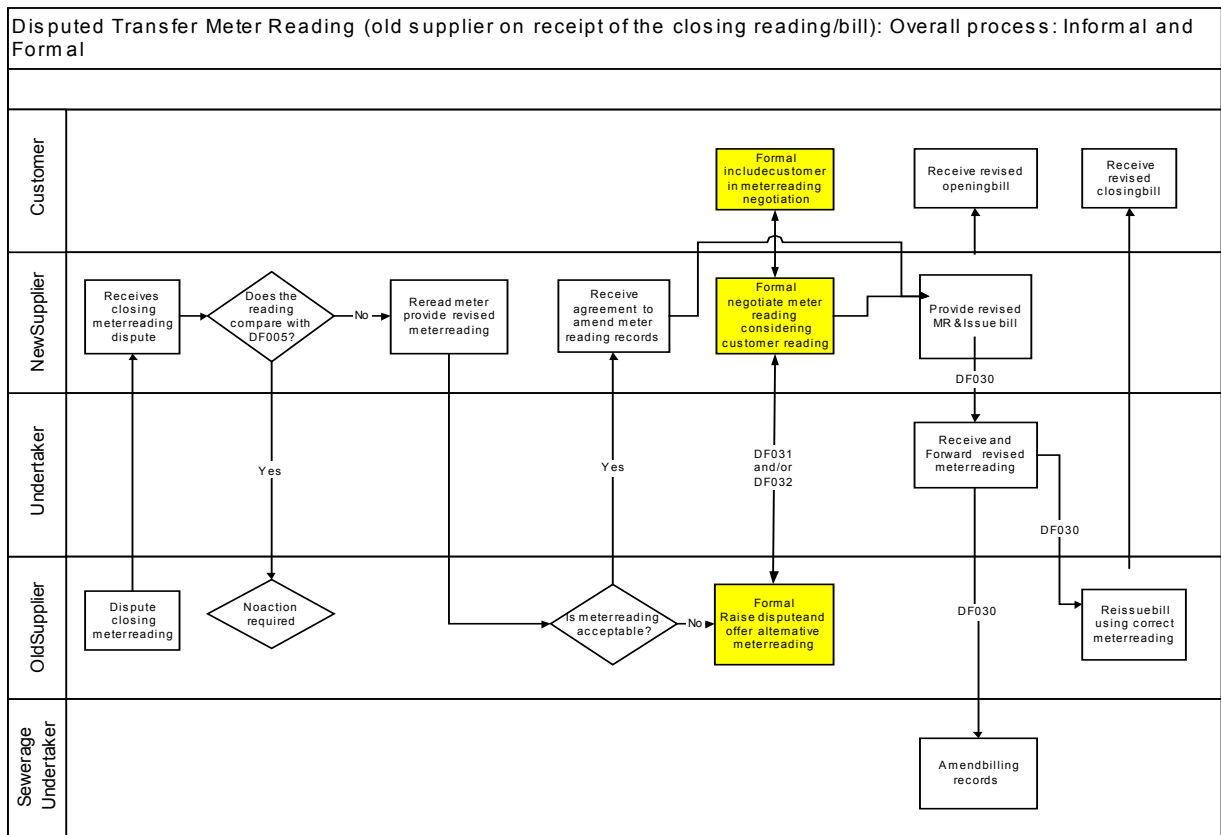 Disputed Transfer Meter Reading (old supplier on receipt of the closing reading/bill): Overall process: Informal and
Formal
Customer
Formal
includecustomer
in meterreading
negotiation
Receive revised
openingbill
Receive
revised
closingbill
NewSupplier
Receives
closing
meterreading
dispute
Does the
reading
compare with
DF005?
No
Reread meter
provide revised
meterreading
Receive
agreement to
amend meter
reading records
Formal
negotiate meter
reading
considering
customer reading
Provide revised
MR & Issue bill
DF030
Undertaker
Yes
Yes
DF031
and/or
DF032
Receive and
Forward revised
meterreading
DF030
OldSupplier
Dispute
closing
meterreading
Noaction
required
Is meterreading
acceptable?
No
Formal
Raise disputeand
offer alternative
meterreading
DF030
Reissuebill
using correct
meterreading
Sewerage
Undertaker
Amendbilling
records